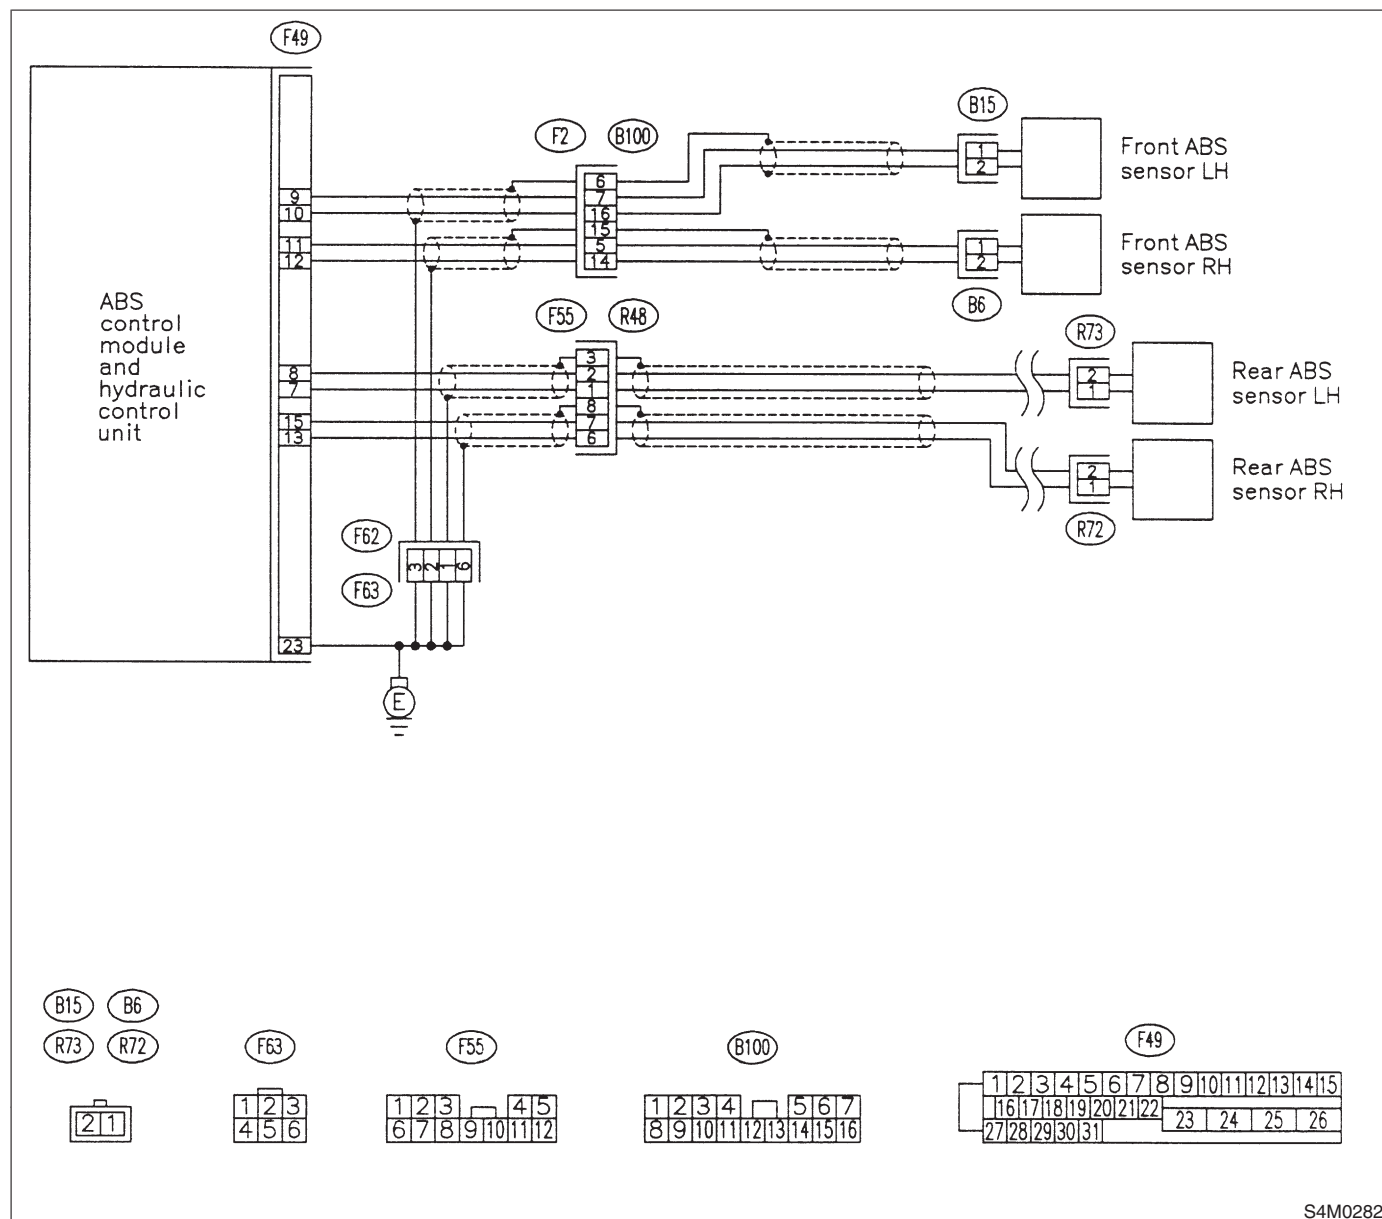 F49
B15
F2 B100
1
2
Front ABS
sensor LH
6
7
16
15
5
14
9
10
11
12
1
2
Front ABS
sensor RH
B6
ABS
control
module
and
hydraulic
control
unit
F55 R48
R73
3
2
1
8
7
6
8
7
15
13
2
1
Rear ABS
sensor LH
2
1
Rear ABS
sensor RH
R72
F62
3 2 1 6
F63
23
E
B15 B6
R73 R72
2 1
F63
1 2 3
4 5 6
F55
1 2 3 4 5
6 7 8 9 10 11 12
B100
1 2 3 4 5 6 7
8 9 10 11 12 13 14 15 16
F49
1 2 3 4 5 6 7 8 9 10 11 12 13 14 15
16 17 18 19 20 21 22
23 24 25 26
27 28 29 30 31
S4M0282